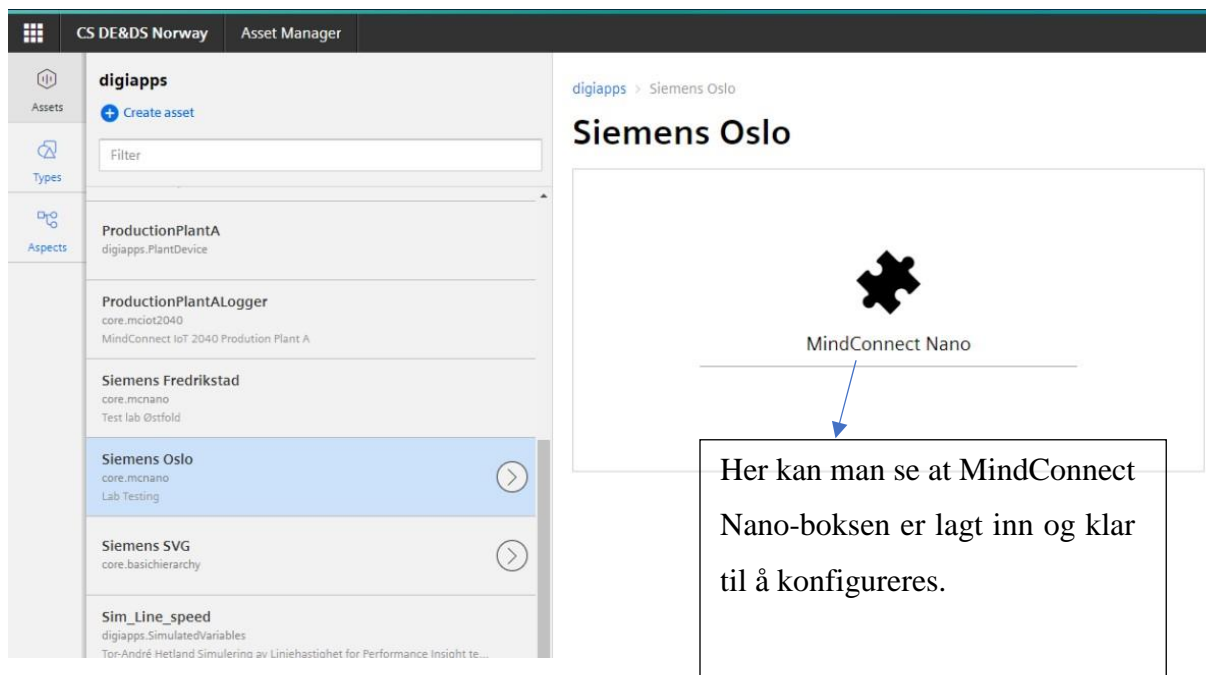 CS DE&DS Norway Asset Manager
Assets
Types
Aspects
digiapps
Create asset
Filter
ProductionPlantA
digiapps.PlantDevice
ProductionPlantALogger
core.mciot2040
MindConnect IoT 2040 Prodution Plant A
Siemens Fredrikstad
core.mcnano
Test lab Østfold
Siemens Oslo
core.mcnano
Lab Testing
Siemens SVG
core.basichierarchy
Sim_Line_speed
digiapps.SimulatedVariables
Tor-André Hetland Simulering av Liniehastighet for Performance Insight te...
digiapps > Siemens Oslo
Siemens Oslo
MindConnect Nano
Her kan man se at MindConnect
Nano-boksen er lagt inn og klar
til å konfigureres.